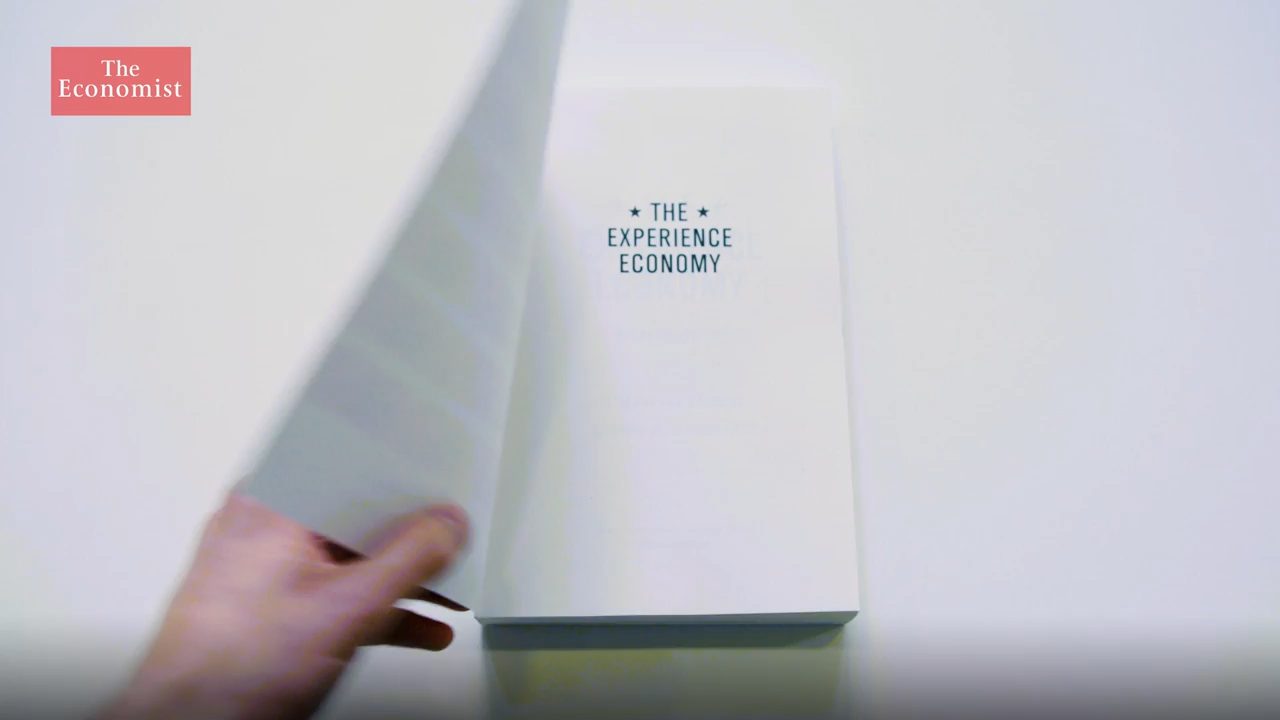 The
Economist
★ THE ★
EXPERIENCE
ECONOMY